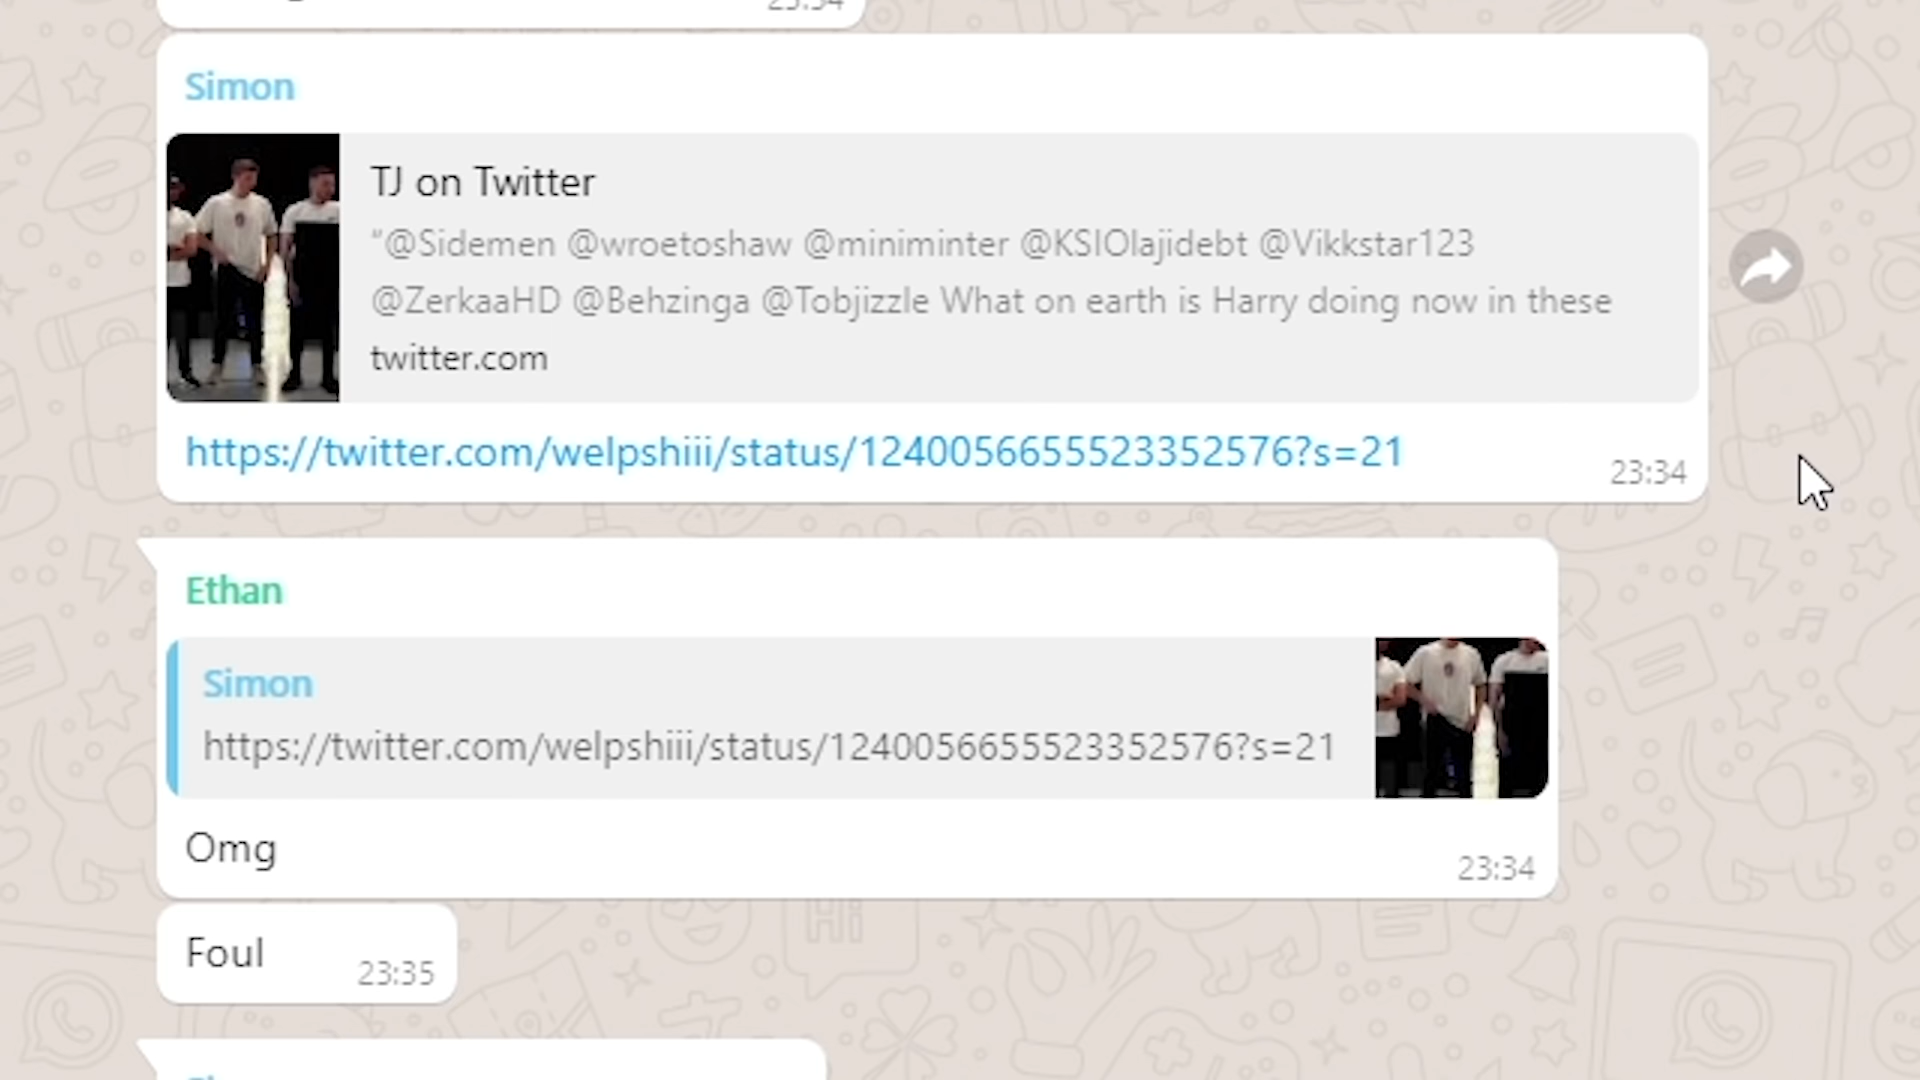 23:34
Simon
TJ on Twitter
"@Sidemen @wroetoshaw @miniminter @KSIOlajidebt @Vikkstar123
@ZerkaaHD @Behzinga @Tobjizzle What on earth is Harry doing now in these
twitter.com
https://twitter.com/welpshiii/status/1240056655523352576?s=21
23:34
Ethan
Simon
https://twitter.com/welpshiii/status/1240056655523352576?s=21
Omg
23:34
Foul
23:35